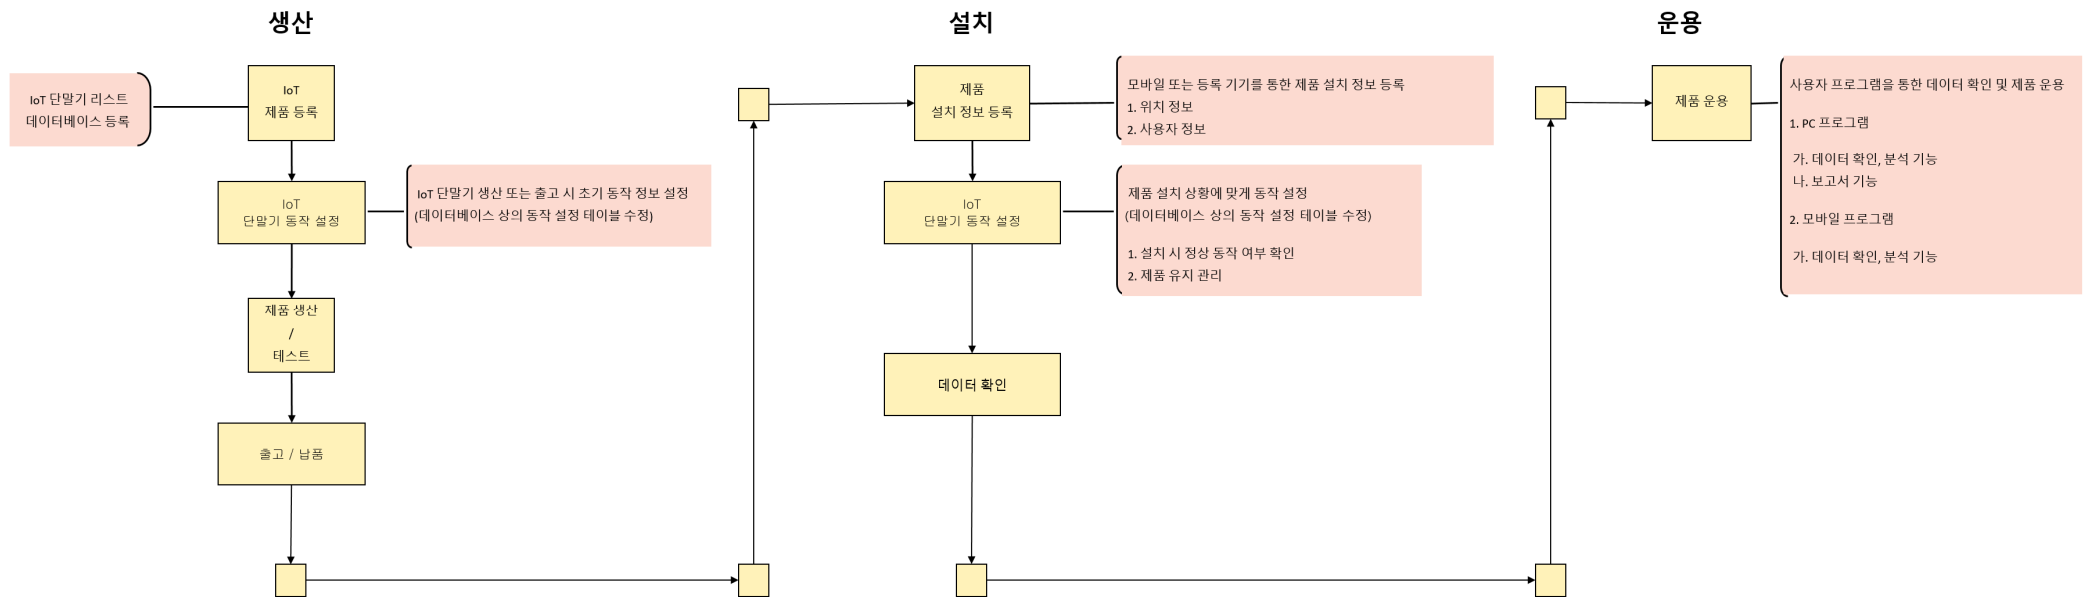 생산
IoT 단말기 리스트
데이터베이스 등록
IoT
제품 등록
IoT
단말기 동작 설정
IoT 단말기 생산 또는 출고 시 초기 동작 정보 설정
(데이터베이스 상의 동작 설정 테이블 수정)
제품 생산
/
테스트
출고 / 납품
설치
제품
설치 정보 등록
모바일 또는 등록 기기를 통한 제품 설치 정보 등록
1. 위치 정보
2. 사용자 정보
IoT
단말기 동작 설정
제품 설치 상황에 맞게 동작 설정
(데이터베이스 상의 동작 설정 테이블 수정)
1. 설치 시 정상 동작 여부 확인
2. 제품 유지 관리
데이터 확인
운용
제품 운용
사용자 프로그램을 통한 데이터 확인 및 제품 운용
1. PC 프로그램
가. 데이터 확인, 분석 기능
나. 보고서 기능
2. 모바일 프로그램
가. 데이터 확인, 분석 기능